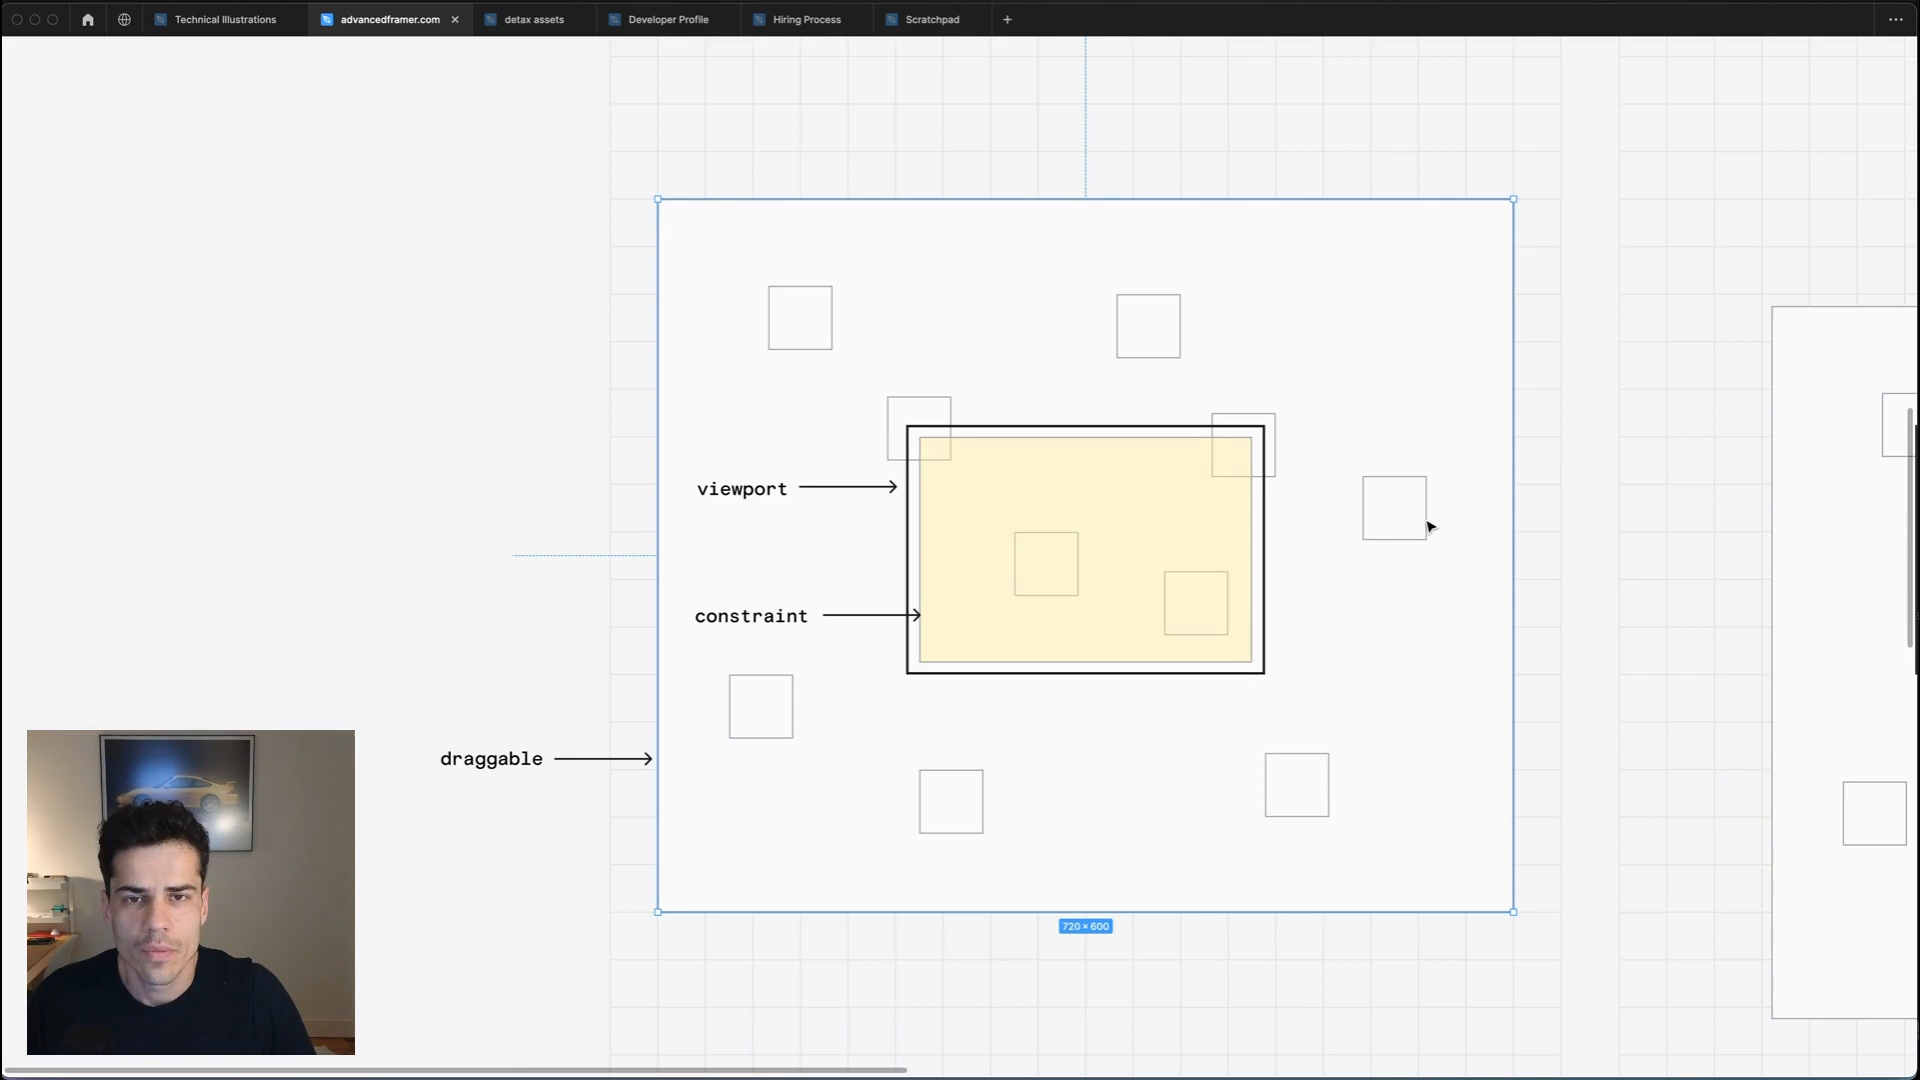 Technical Illustrations
advancedframer.com
detax assets
Developer Profile
Hiring Process
Scratchpad
viewport
constraint
draggable
720 × 600